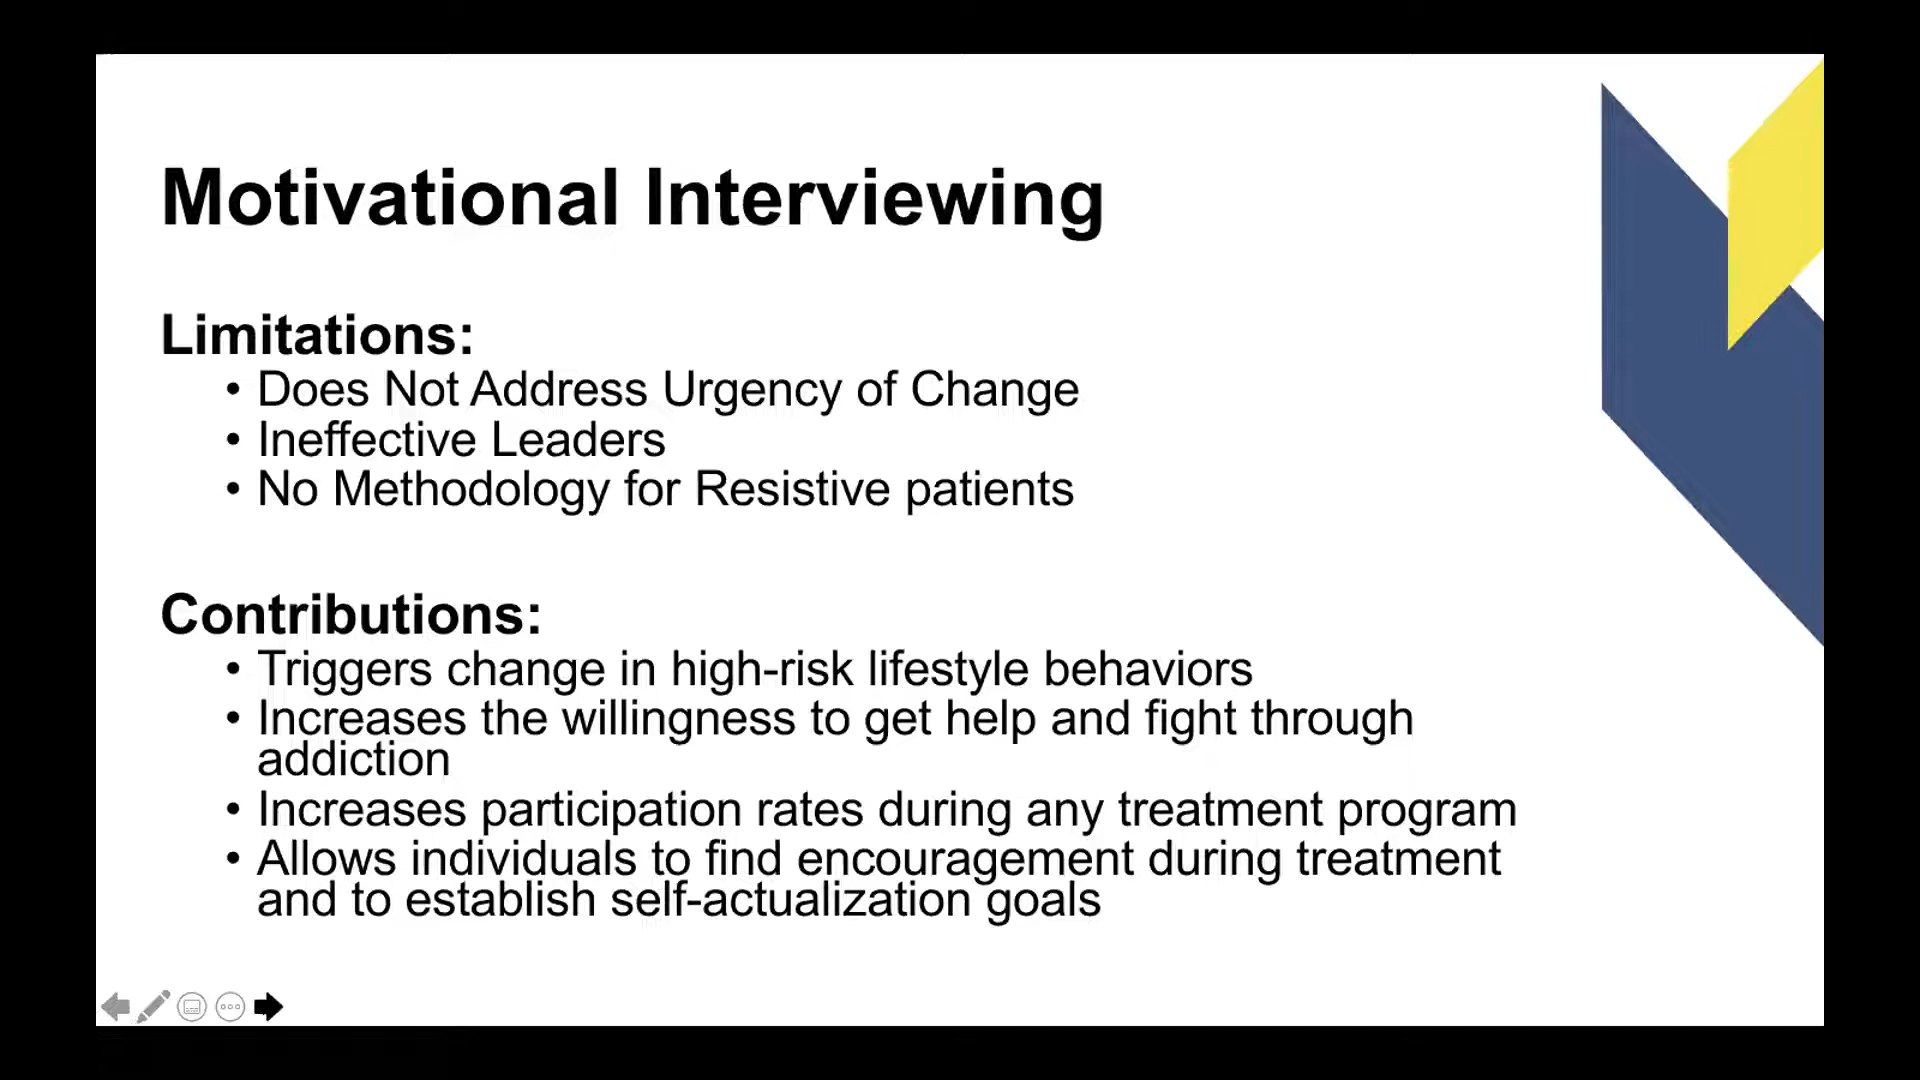 Motivational Interviewing
Limitations:
• Does Not Address Urgency of Change
• Ineffective Leaders
• No Methodology for Resistive patients
Contributions:
• Triggers change in high-risk lifestyle behaviors
• Increases the willingness to get help and fight through
addiction
• Increases participation rates during any treatment program
• Allows individuals to find encouragement during treatment
and to establish self-actualization goals